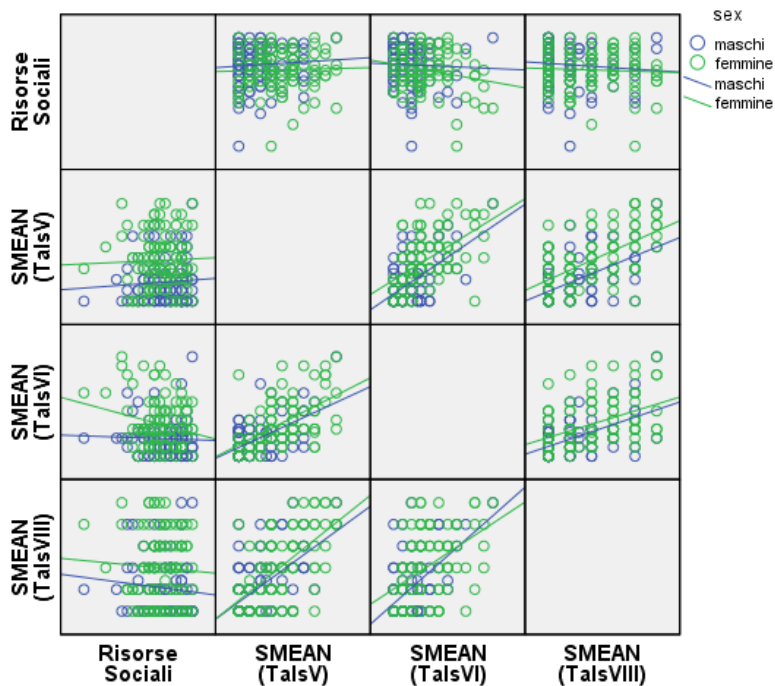 sex
maschi
femmine
maschi
femmine
Risorse
Sociali
SMEAN
(TalsV)
SMEAN
(TalsVI)
SMEAN
(TalsVIII)
Risorse
Sociali
SMEAN
(TalsV)
SMEAN
(TalsVI)
SMEAN
(TalsVIII)